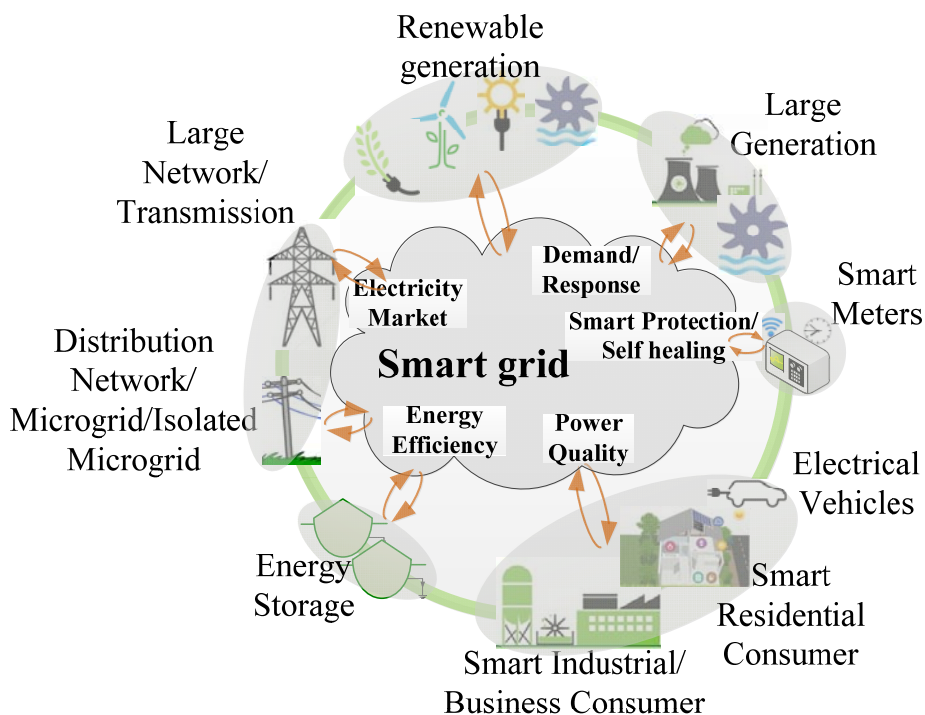 Renewable
generation
Large
Generation
Large
Network/
Transmission
Demand/
Response
Electricity
Market
Smart
Meters
Smart Protection/
Self healing
Distribution
Network/
Microgrid/Isolated
Microgrid
Smart grid
Energy
Efficiency
Power
Quality
Electrical
Vehicles
Energy
Storage
Smart
Residential
Consumer
Smart Industrial/
Business Consumer